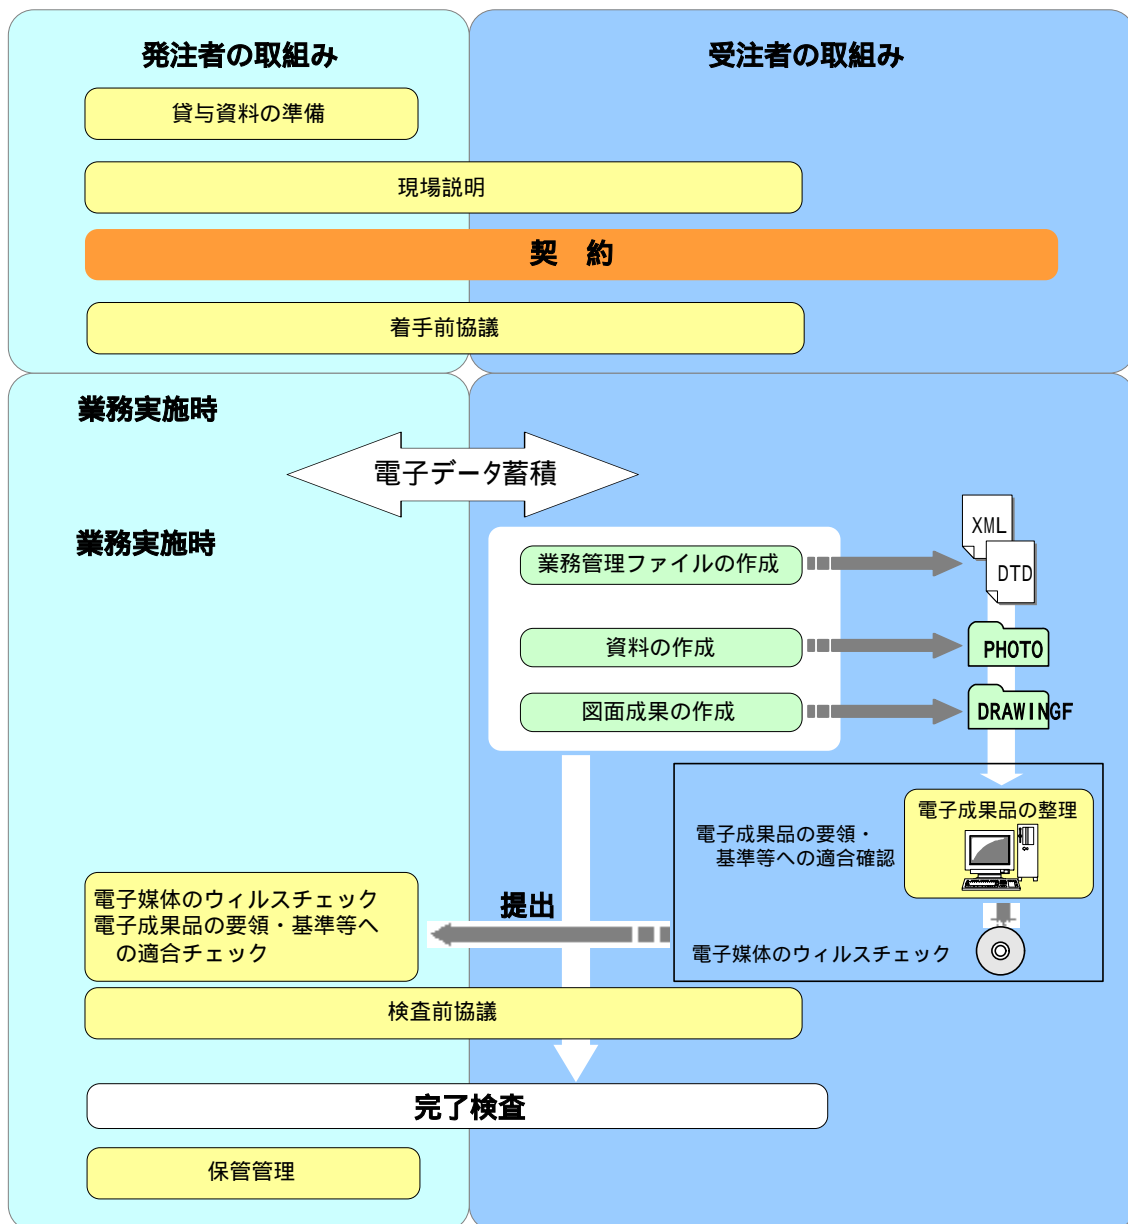 発注者の取組み
受注者の取組み
貸与資料の準備
現場説明
契 約
着手前協議
業務実施時
電子データ蓄積
業務実施時
業務管理ファイルの作成
XML
DTD
資料の作成
PHOTO
図面成果の作成
DRAWINGF
電子成果品の整理
電子成果品の要領・
基準等への適合確認
電子媒体のウィルスチェック
提出
電子媒体のウィルスチェック
電子成果品の要領・基準等へ
の適合チェック
検査前協議
完了検査
保管管理